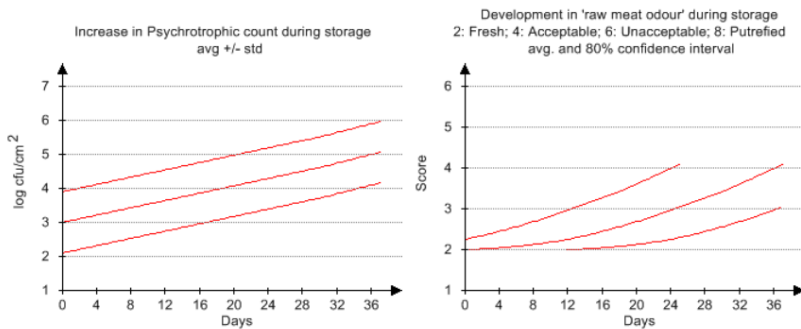 Increase in Psychrotrophic count during storage
avg +/- std
7
6
5
4
3
2
1
log cfu/cm 2
0 4 8 12 16 20 24 28 32 36
Days
Development in 'raw meat odour' during storage
2: Fresh; 4: Acceptable; 6: Unacceptable; 8: Putrefied
avg. and 80% confidence interval
6
5
4
3
2
1
Score
0 4 8 12 16 20 24 28 32 36
Days